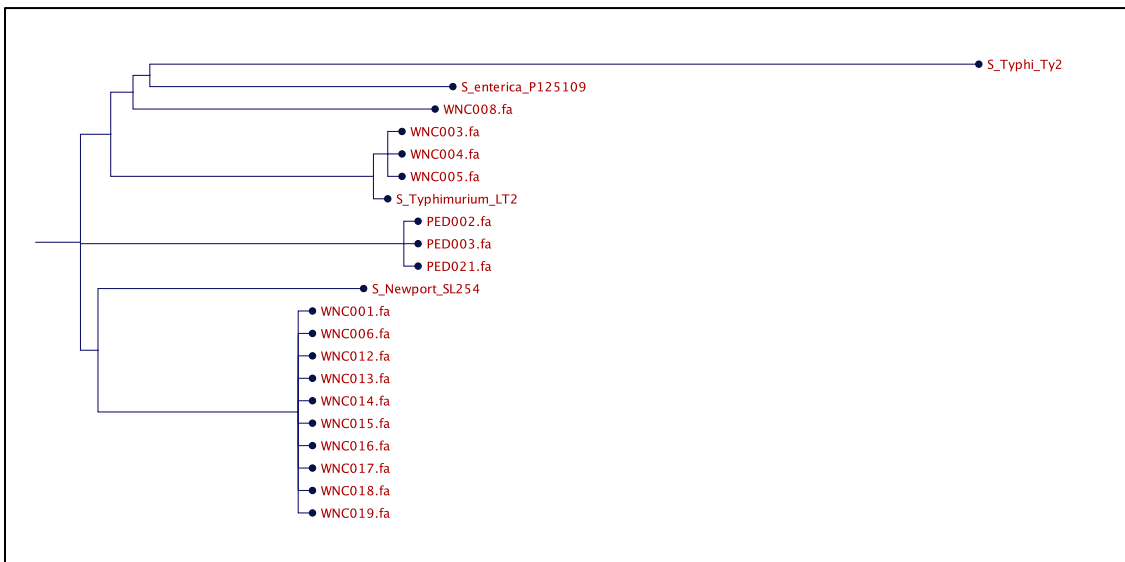 S_Typhi_Ty2
S_enterica_P125109
WNC008.fa
WNC003.fa
WNC004.fa
WNC005.fa
S_Typhimurium_LT2
PED002.fa
PED003.fa
PED021.fa
S_Newport_SL254
WNC001.fa
WNC006.fa
WNC012.fa
WNC013.fa
WNC014.fa
WNC015.fa
WNC016.fa
WNC017.fa
WNC018.fa
WNC019.fa